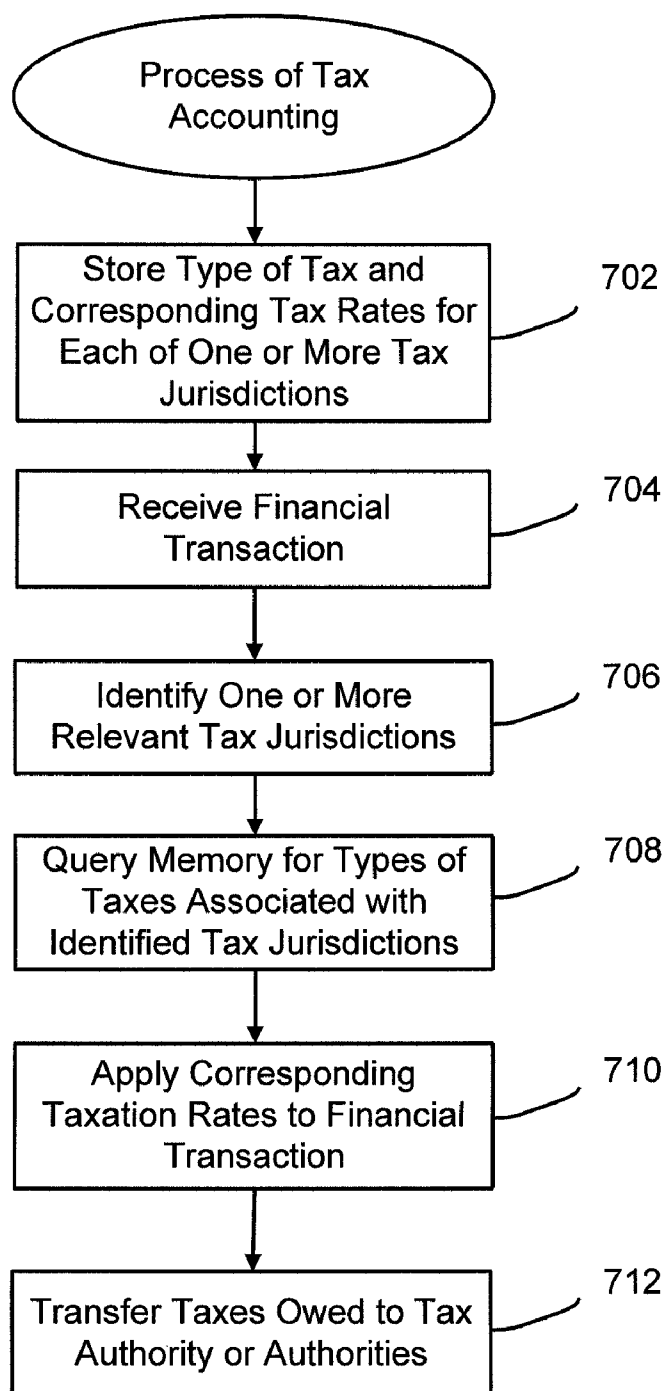 Process of Tax
Accounting
Store Type of Tax and
Corresponding Tax Rates for
Each of One or More Tax
Jurisdictions
702
Receive Financial
Transaction
704
Identify One or More
Relevant Tax Jurisdictions
706
Query Memory for Types of
Taxes Associated with
Identified Tax Jurisdictions
708
Apply Corresponding
Taxation Rates to Financial
Transaction
710
Transfer Taxes Owed to Tax
Authority or Authorities
712